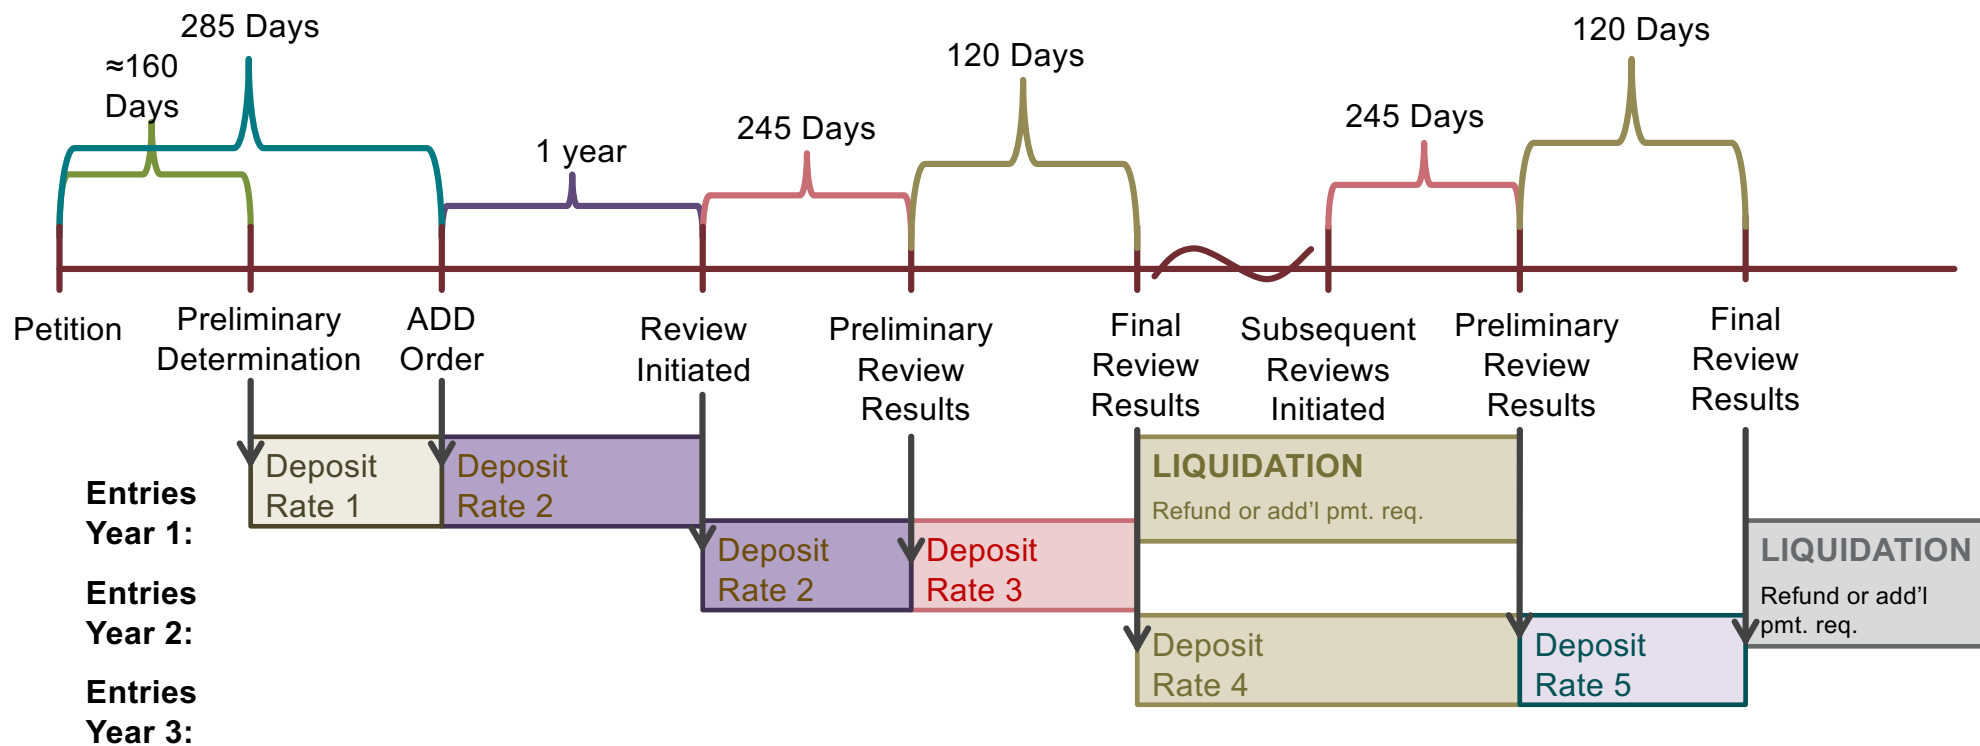 285 Days
≈160
Days
1 year
245 Days
120 Days
245 Days
120 Days
Petition
Preliminary
Determination
ADD
Order
Review
Initiated
Preliminary
Review
Results
Final
Review
Results
Subsequent
Reviews
Initiated
Preliminary
Review
Results
Final
Review
Results
Entries
Year 1:
Deposit
Rate 1
Deposit
Rate 2
LIQUIDATION
Refund or add’l pmt. req.
Entries
Year 2:
Deposit
Rate 2
Deposit
Rate 3
LIQUIDATION
Refund or add’l
pmt. req.
Entries
Year 3:
Deposit
Rate 4
Deposit
Rate 5